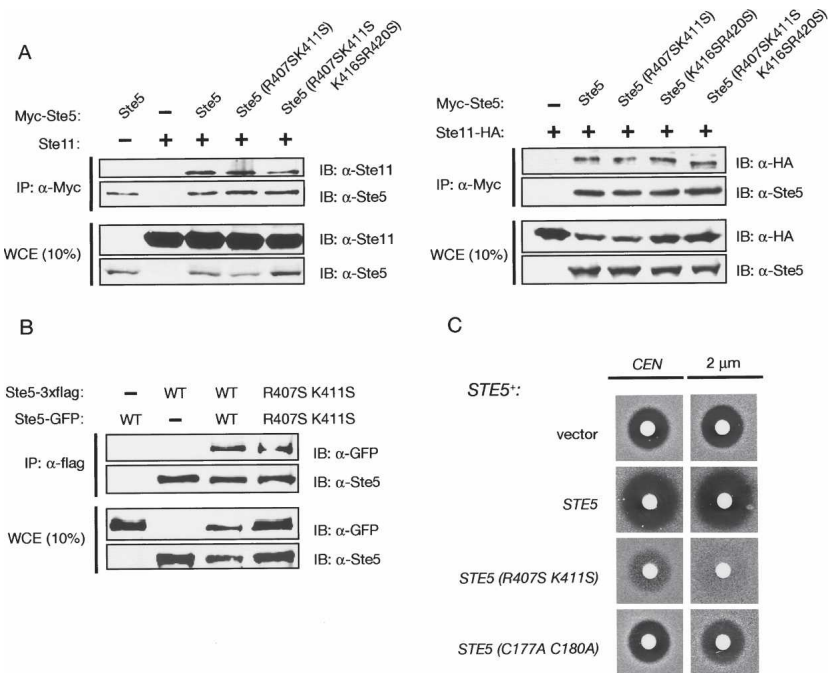 A
Myc-Ste5:
Ste5
–
Ste5
Ste5 (R407SK411S)
Ste5 (R407SK411S
K416SR420S)
Ste11:
– + + + +
IP: α-Myc
IB: α-Ste11
IB: α-Ste5
WCE (10%)
IB: α-Ste11
IB: α-Ste5
Myc-Ste5:
–
Ste5
Ste5 (R407SK411S)
Ste5 (K416SR420S)
Ste5 (R407SK411S
K416SR420S)
Ste11-HA:
+ + + + +
IP: α-Myc
IB: α-HA
IB: α-Ste5
WCE (10%)
IB: α-HA
IB: α-Ste5
B
Ste5-3xflag: – WT WT R407S K411S
Ste5-GFP: WT – WT R407S K411S
IP: α-flag
IB: α-GFP
IB: α-Ste5
WCE (10%)
IB: α-GFP
IB: α-Ste5
C
CEN 2 μm
STE5+:
vector
STE5
STE5 (R407S K411S)
STE5 (C177A C180A)